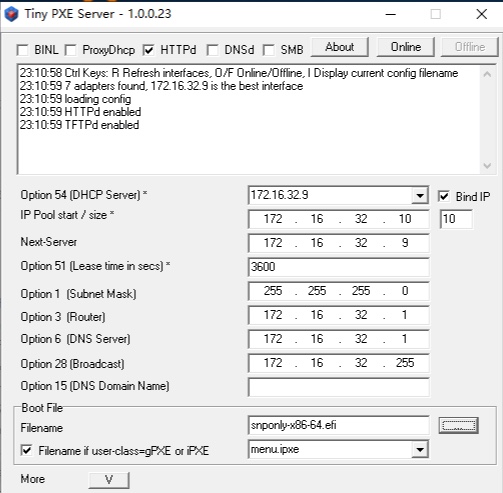 Tiny PXE Server - 1.0.0.23
BINL ProxyDhcp HTTPd DNSd SMB About Online Offline
23:10:58 Ctrl Keys: R Refresh interfaces, O/F Online/Offline, I Display current config filename
23:10:59 7 adapters found, 172.16.32.9 is the best interface
23:10:59 loading config
23:10:59 HTTPd enabled
23:10:59 TFTPd enabled
Option 54 (DHCP Server) * 172.16.32.9 Bind IP
IP Pool start / size * 172 . 16 . 32 . 10 10
Next-Server 172 . 16 . 32 . 9
Option 51 (Lease time in secs) * 3600
Option 1 (Subnet Mask) 255 . 255 . 255 . 0
Option 3 (Router) 172 . 16 . 32 . 1
Option 6 (DNS Server) 172 . 16 . 32 . 1
Option 28 (Broadcast) 172 . 16 . 32 . 255
Option 15 (DNS Domain Name)
Boot File
Filename snponly-x86-64.efi ...
Filename if user-class=gPXE or iPXE menu.ipxe
More V